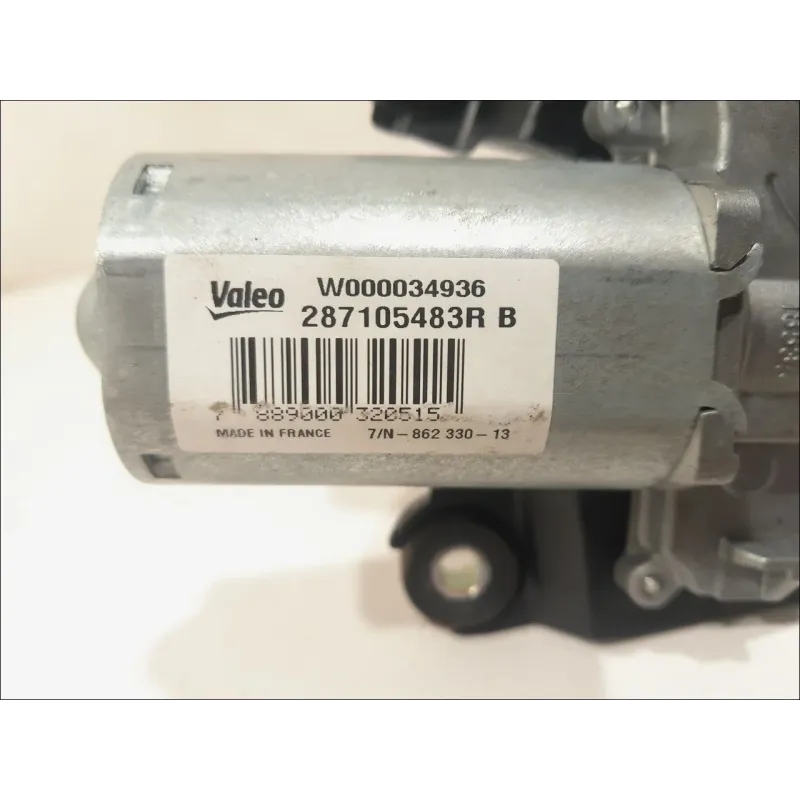 Valeo W000034936
287105483R B
7 889000 320515
MADE IN FRANCE 7/N-862 330-13